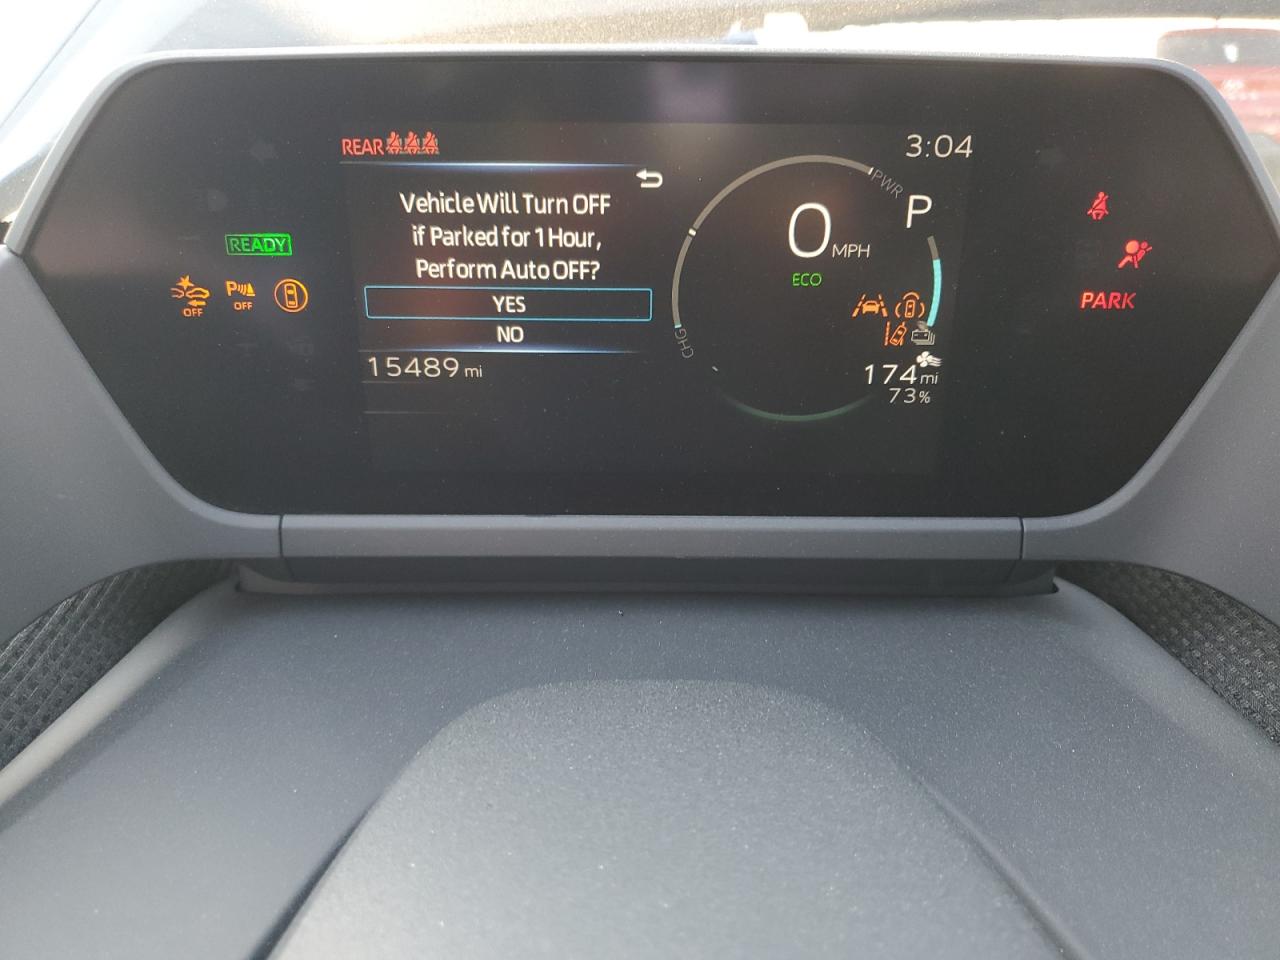 REAR
3:04
Vehicle Will Turn OFF
if Parked for 1 Hour,
Perform Auto OFF?
YES
NO
15489 mi
READY
OFF
P
OFF
PWR
P
0 MPH
ECO
CHG
174 mi
73%
PARK